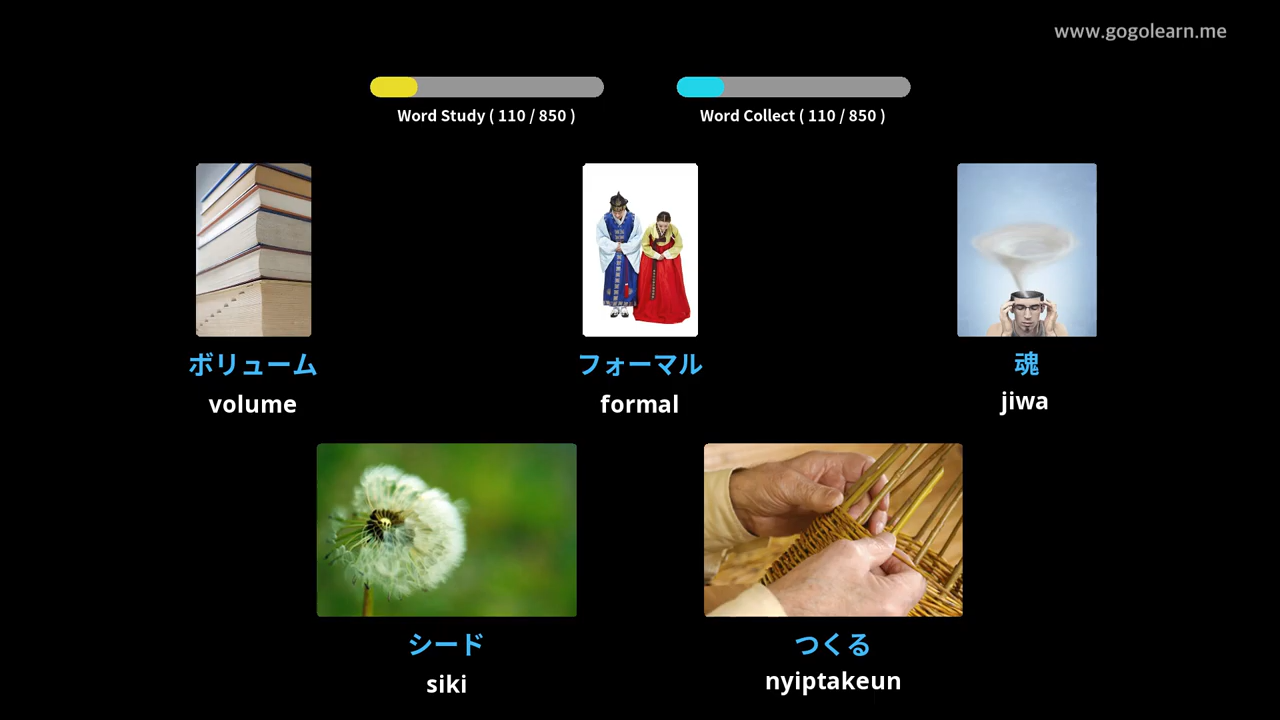 www.gogolearn.me
Word Study ( 110 / 850 )
Word Collect ( 110 / 850 )
ボリューム
volume
フォーマル
formal
魂
jiwa
シード
siki
つくる
nyiptakeun